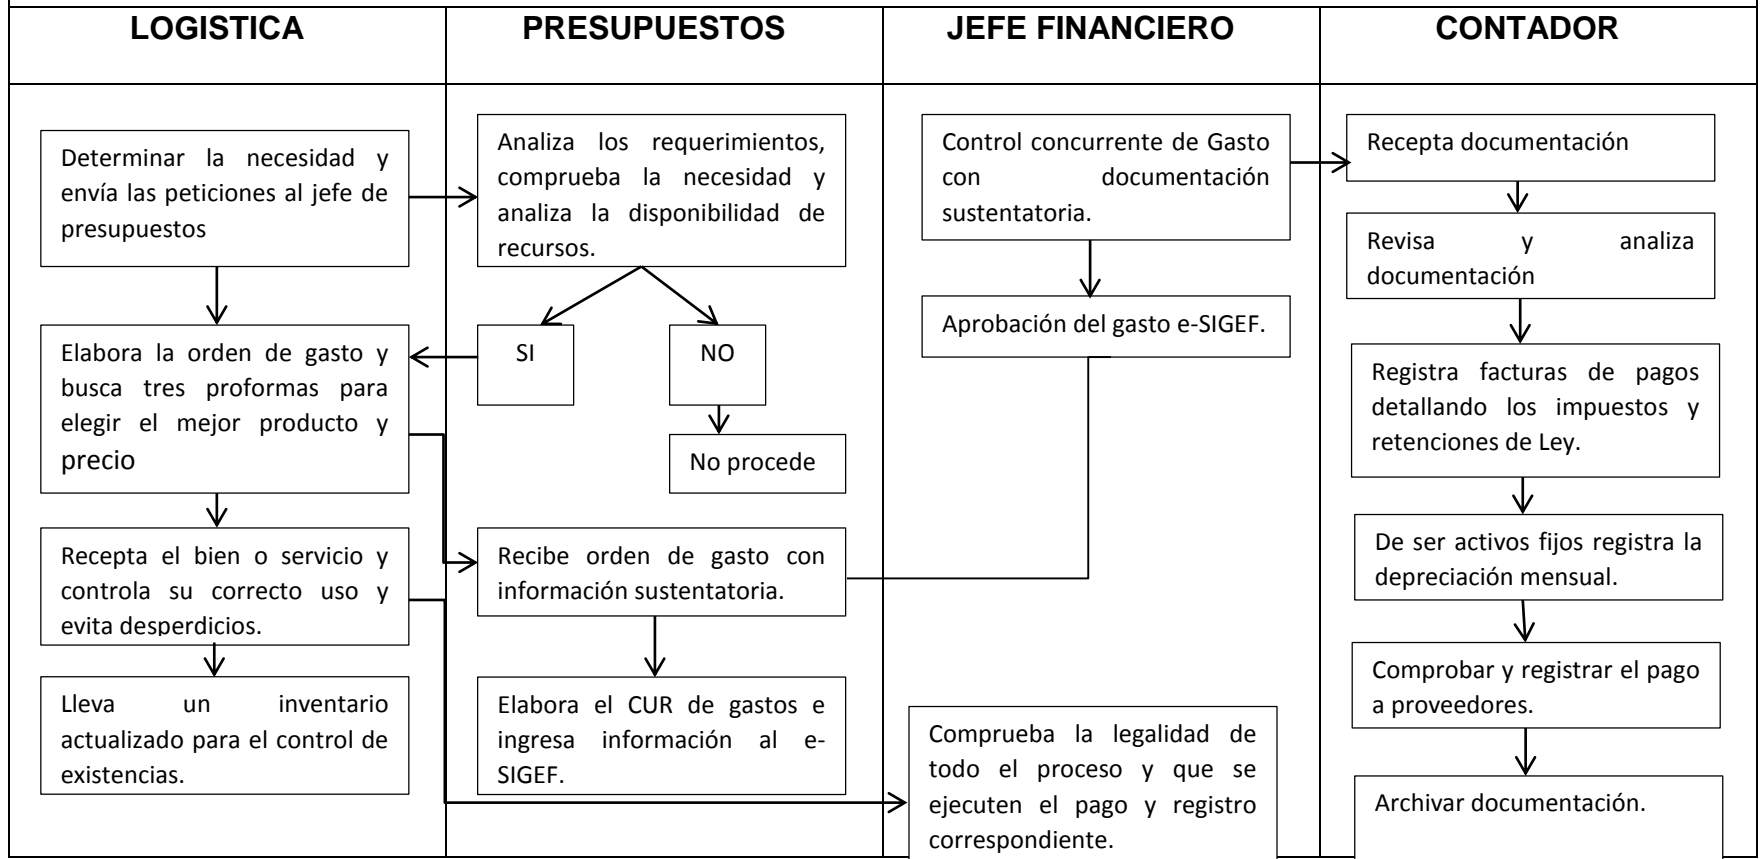 LOGISTICA
PRESUPUESTOS
JEFE FINANCIERO
CONTADOR
Determinar la necesidad y
envía las peticiones al jefe de
presupuestos
Elabora la orden de gasto y
busca tres proformas para
elegir el mejor producto y
precio
Recepta el bien o servicio y
controla su correcto uso y
evita desperdicios.
Lleva un inventario
actualizado para el control de
existencias.
Analiza los requerimientos,
comprueba la necesidad y
analiza la disponibilidad de
recursos.
SI
NO
No procede
Recibe orden de gasto con
información sustentatoria.
Elabora el CUR de gastos e
ingresa información al e-
SIGEF.
Control concurrente de Gasto
con documentación
sustentatoria.
Aprobación del gasto e-SIGEF.
Comprueba la legalidad de
todo el proceso y que se
ejecuten el pago y registro
correspondiente.
Recepta documentación
Revisa y analiza
documentación
Registra facturas de pagos
detallando los impuestos y
retenciones de Ley.
De ser activos fijos registra la
depreciación mensual.
Comprobar y registrar el pago
a proveedores.
Archivar documentación.